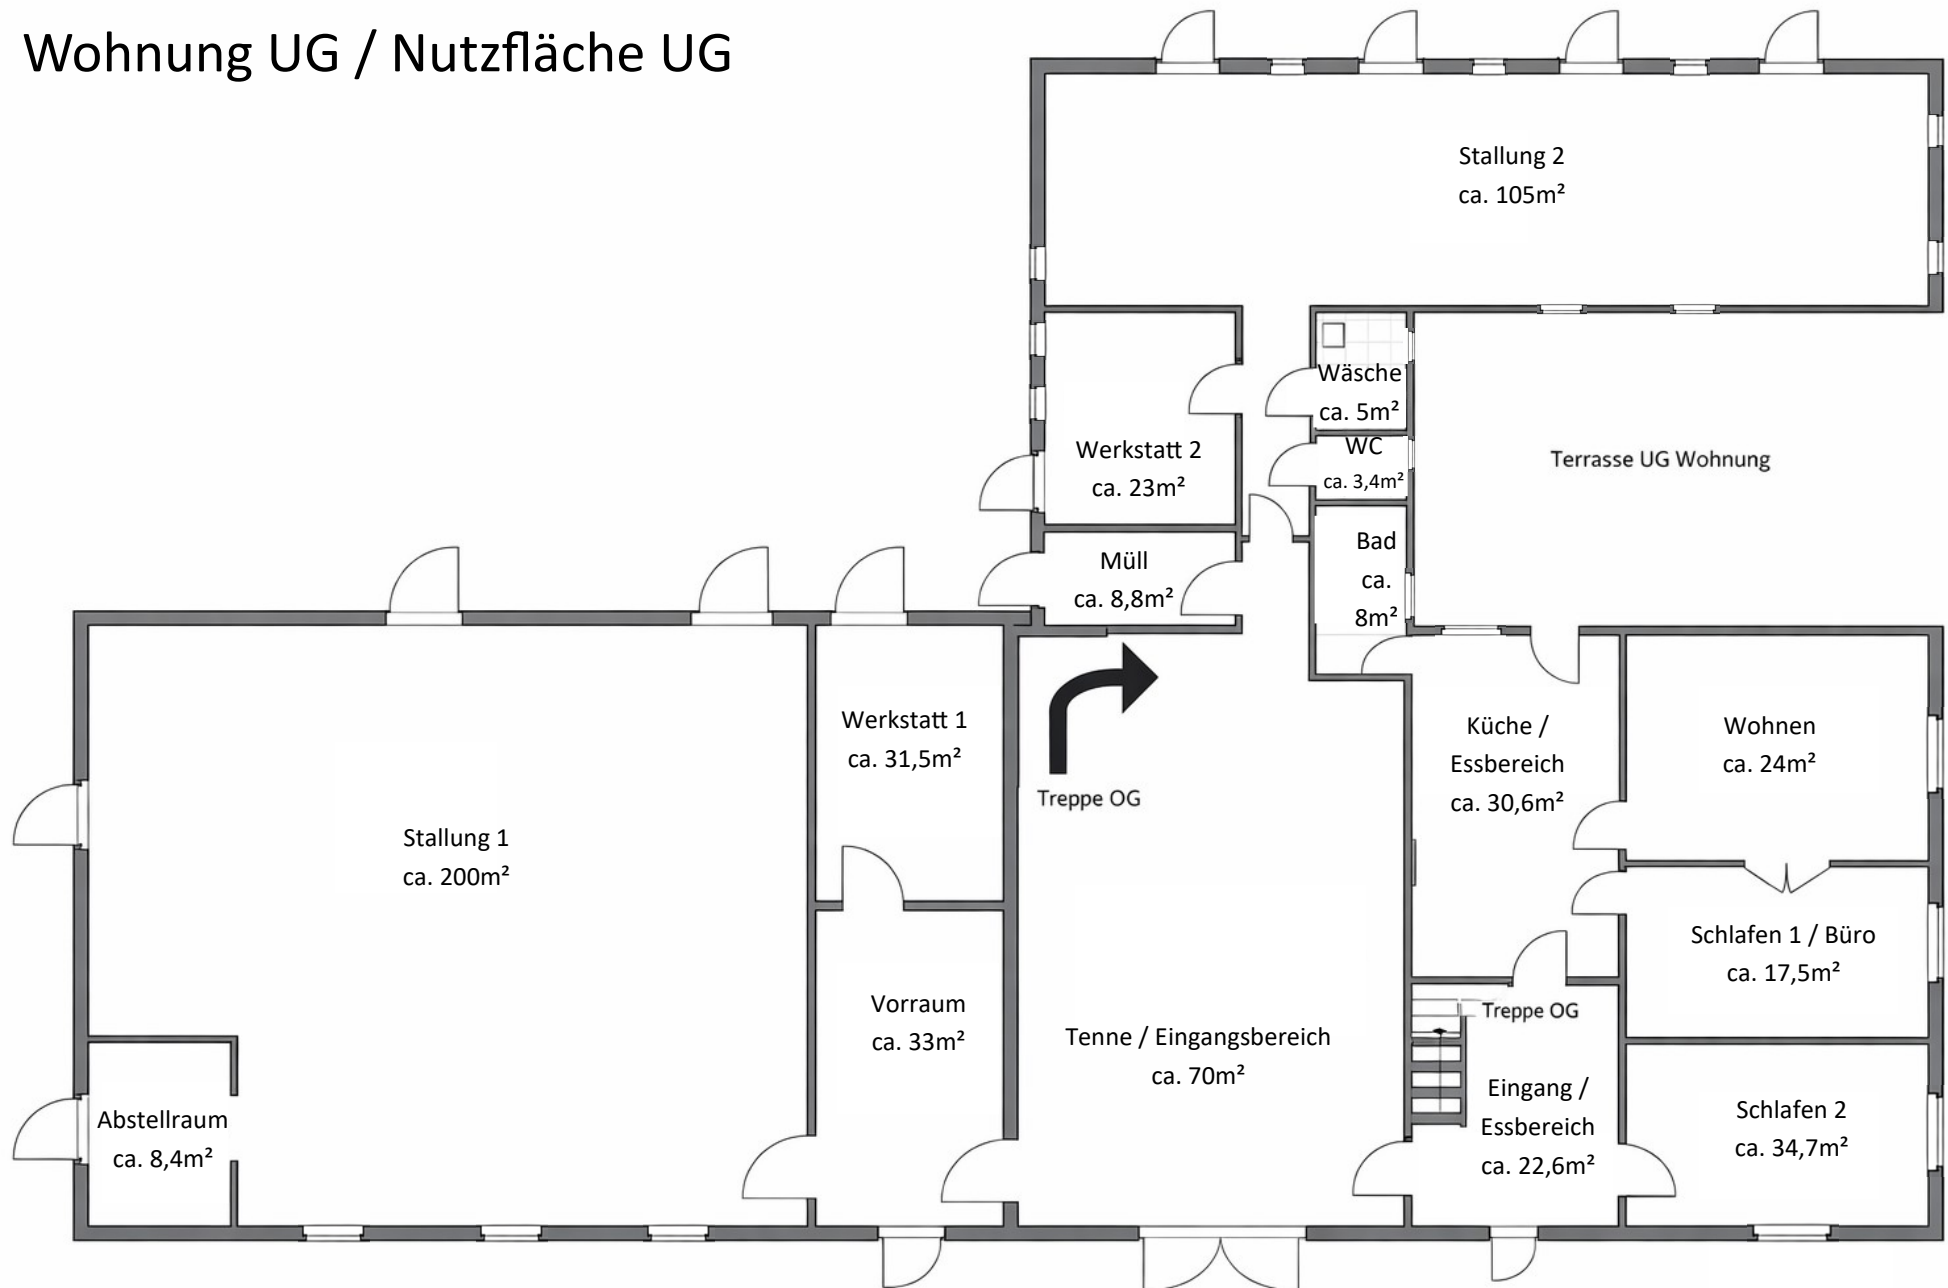 Wohnung UG / Nutzfläche UG
Stallung 2
ca. 105m²
Wäsche
ca. 5m²
WC
ca. 3,4m²
Werkstatt 2
ca. 23m²
Terrasse UG Wohnung
Bad
ca.
8m²
Müll
ca. 8,8m²
Werkstatt 1
ca. 31,5m²
Treppe OG
Küche /
Essbereich
ca. 30,6m²
Wohnen
ca. 24m²
Stallung 1
ca. 200m²
Schlafen 1 / Büro
ca. 17,5m²
Vorraum
ca. 33m²
Tenne / Eingangsbereich
ca. 70m²
Treppe OG
Eingang /
Essbereich
ca. 22,6m²
Schlafen 2
ca. 34,7m²
Abstellraum
ca. 8,4m²